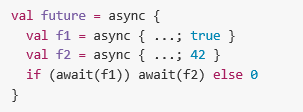 val future = async {
  val f1 = async { ...; true }
  val f2 = async { ...; 42 }
  if (await(f1)) await(f2) else 0
}